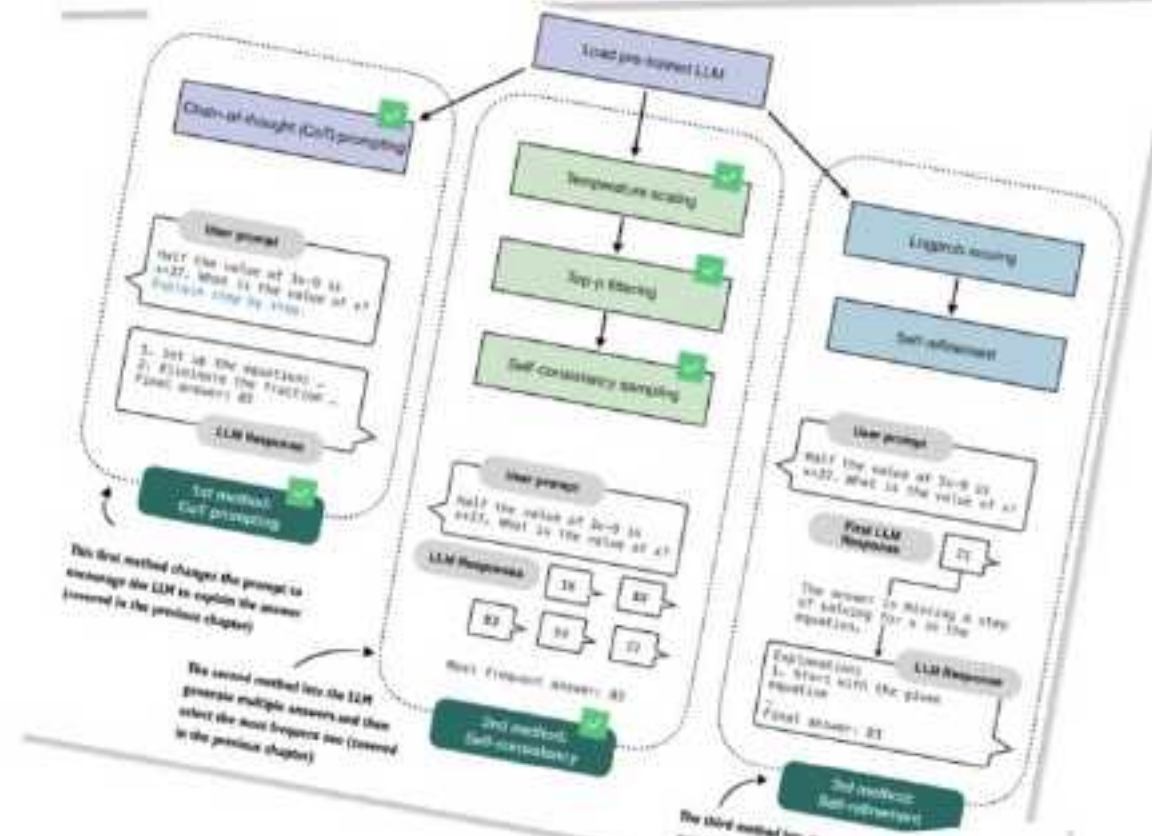 Load pre-trained LLM
Chain-of-thought (CoT) prompting
User prompt
Half the value of 3x-9 is
x+37. What is the value of x?
Explain step by step.
1. Set up the equation: …
2. Eliminate the fraction …
Final answer: 83
LLM Response
1st method:
CoT prompting
This first method changes the prompt to
encourage the LLM to explain the answer
(covered in the previous chapter)
Temperature scaling
Top-p filtering
Self-consistency sampling
User prompt
Half the value of 3x-9 is
x+37. What is the value of x?
LLM Response
83
Most frequent answer: 83
2nd method:
Self-consistency
The second method lets the LLM
generate multiple answers and then
select the most frequent one (covered
in the previous chapter)
Logprob scoring
Self-refinement
User prompt
Half the value of 3x-9 is
x+37. What is the value of x?
First LLM
Response
The answer is missing a step
of solving for x in the
equation.
LLM Response
Explanation:
1. Start with the given
equation
…
Final answer: 83
3rd method:
Self-refinement
The third method